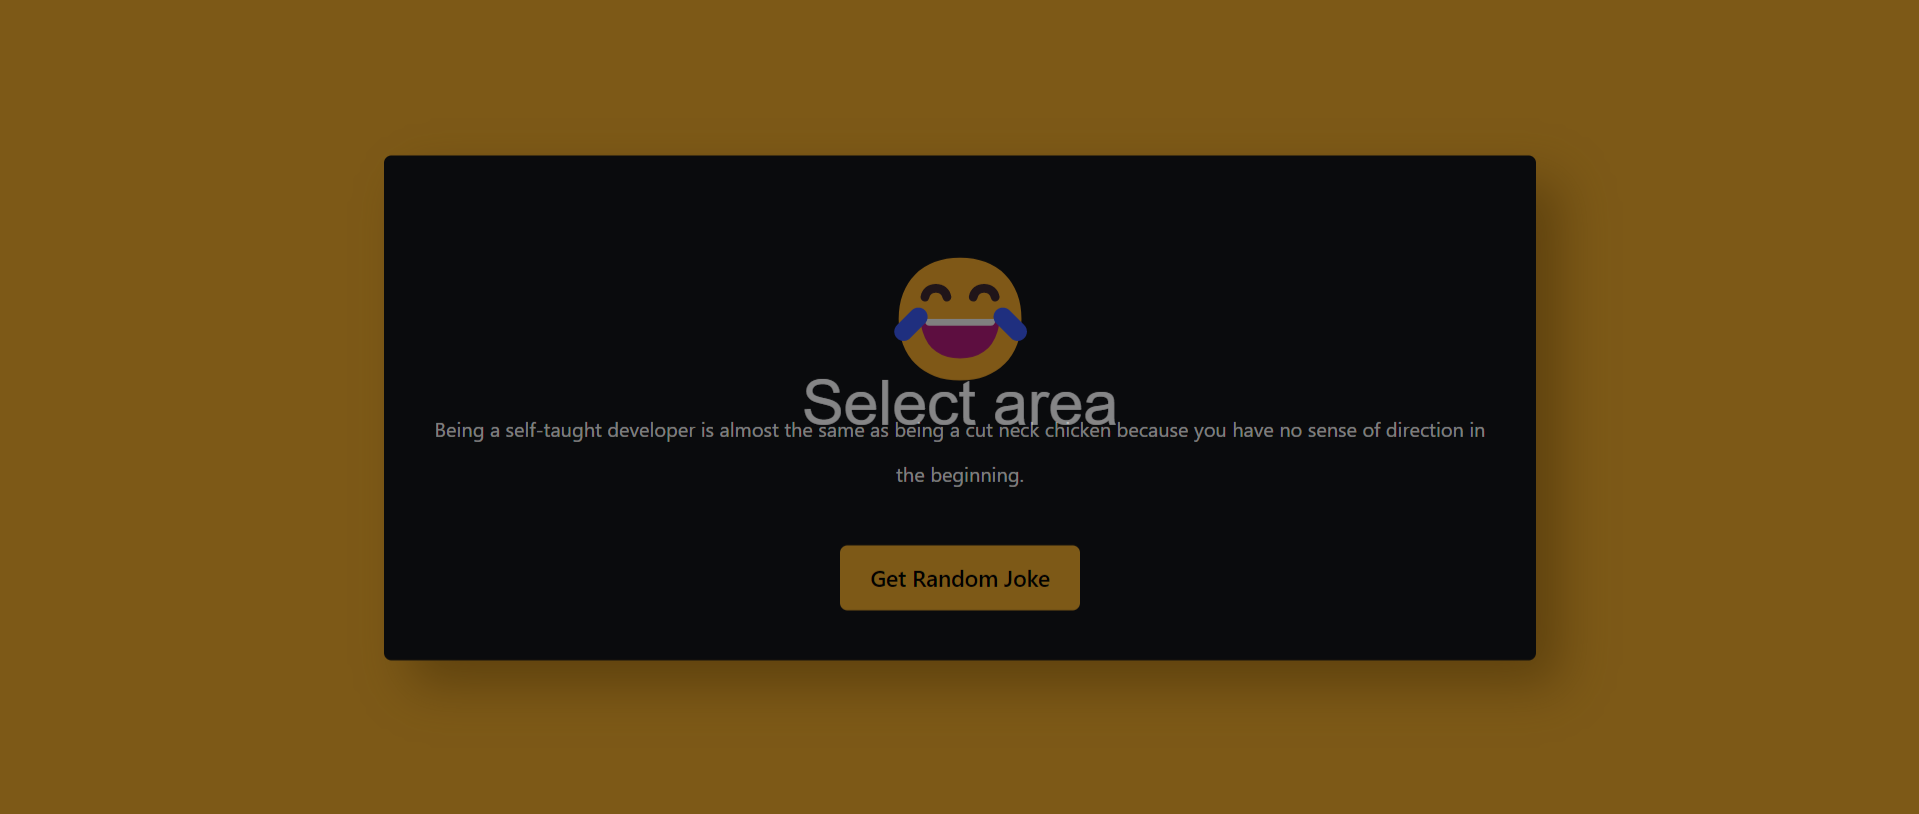 Select area
Being a self-taught developer is almost the same as being a cut neck chicken because you have no sense of direction in
the beginning.
Get Random Joke